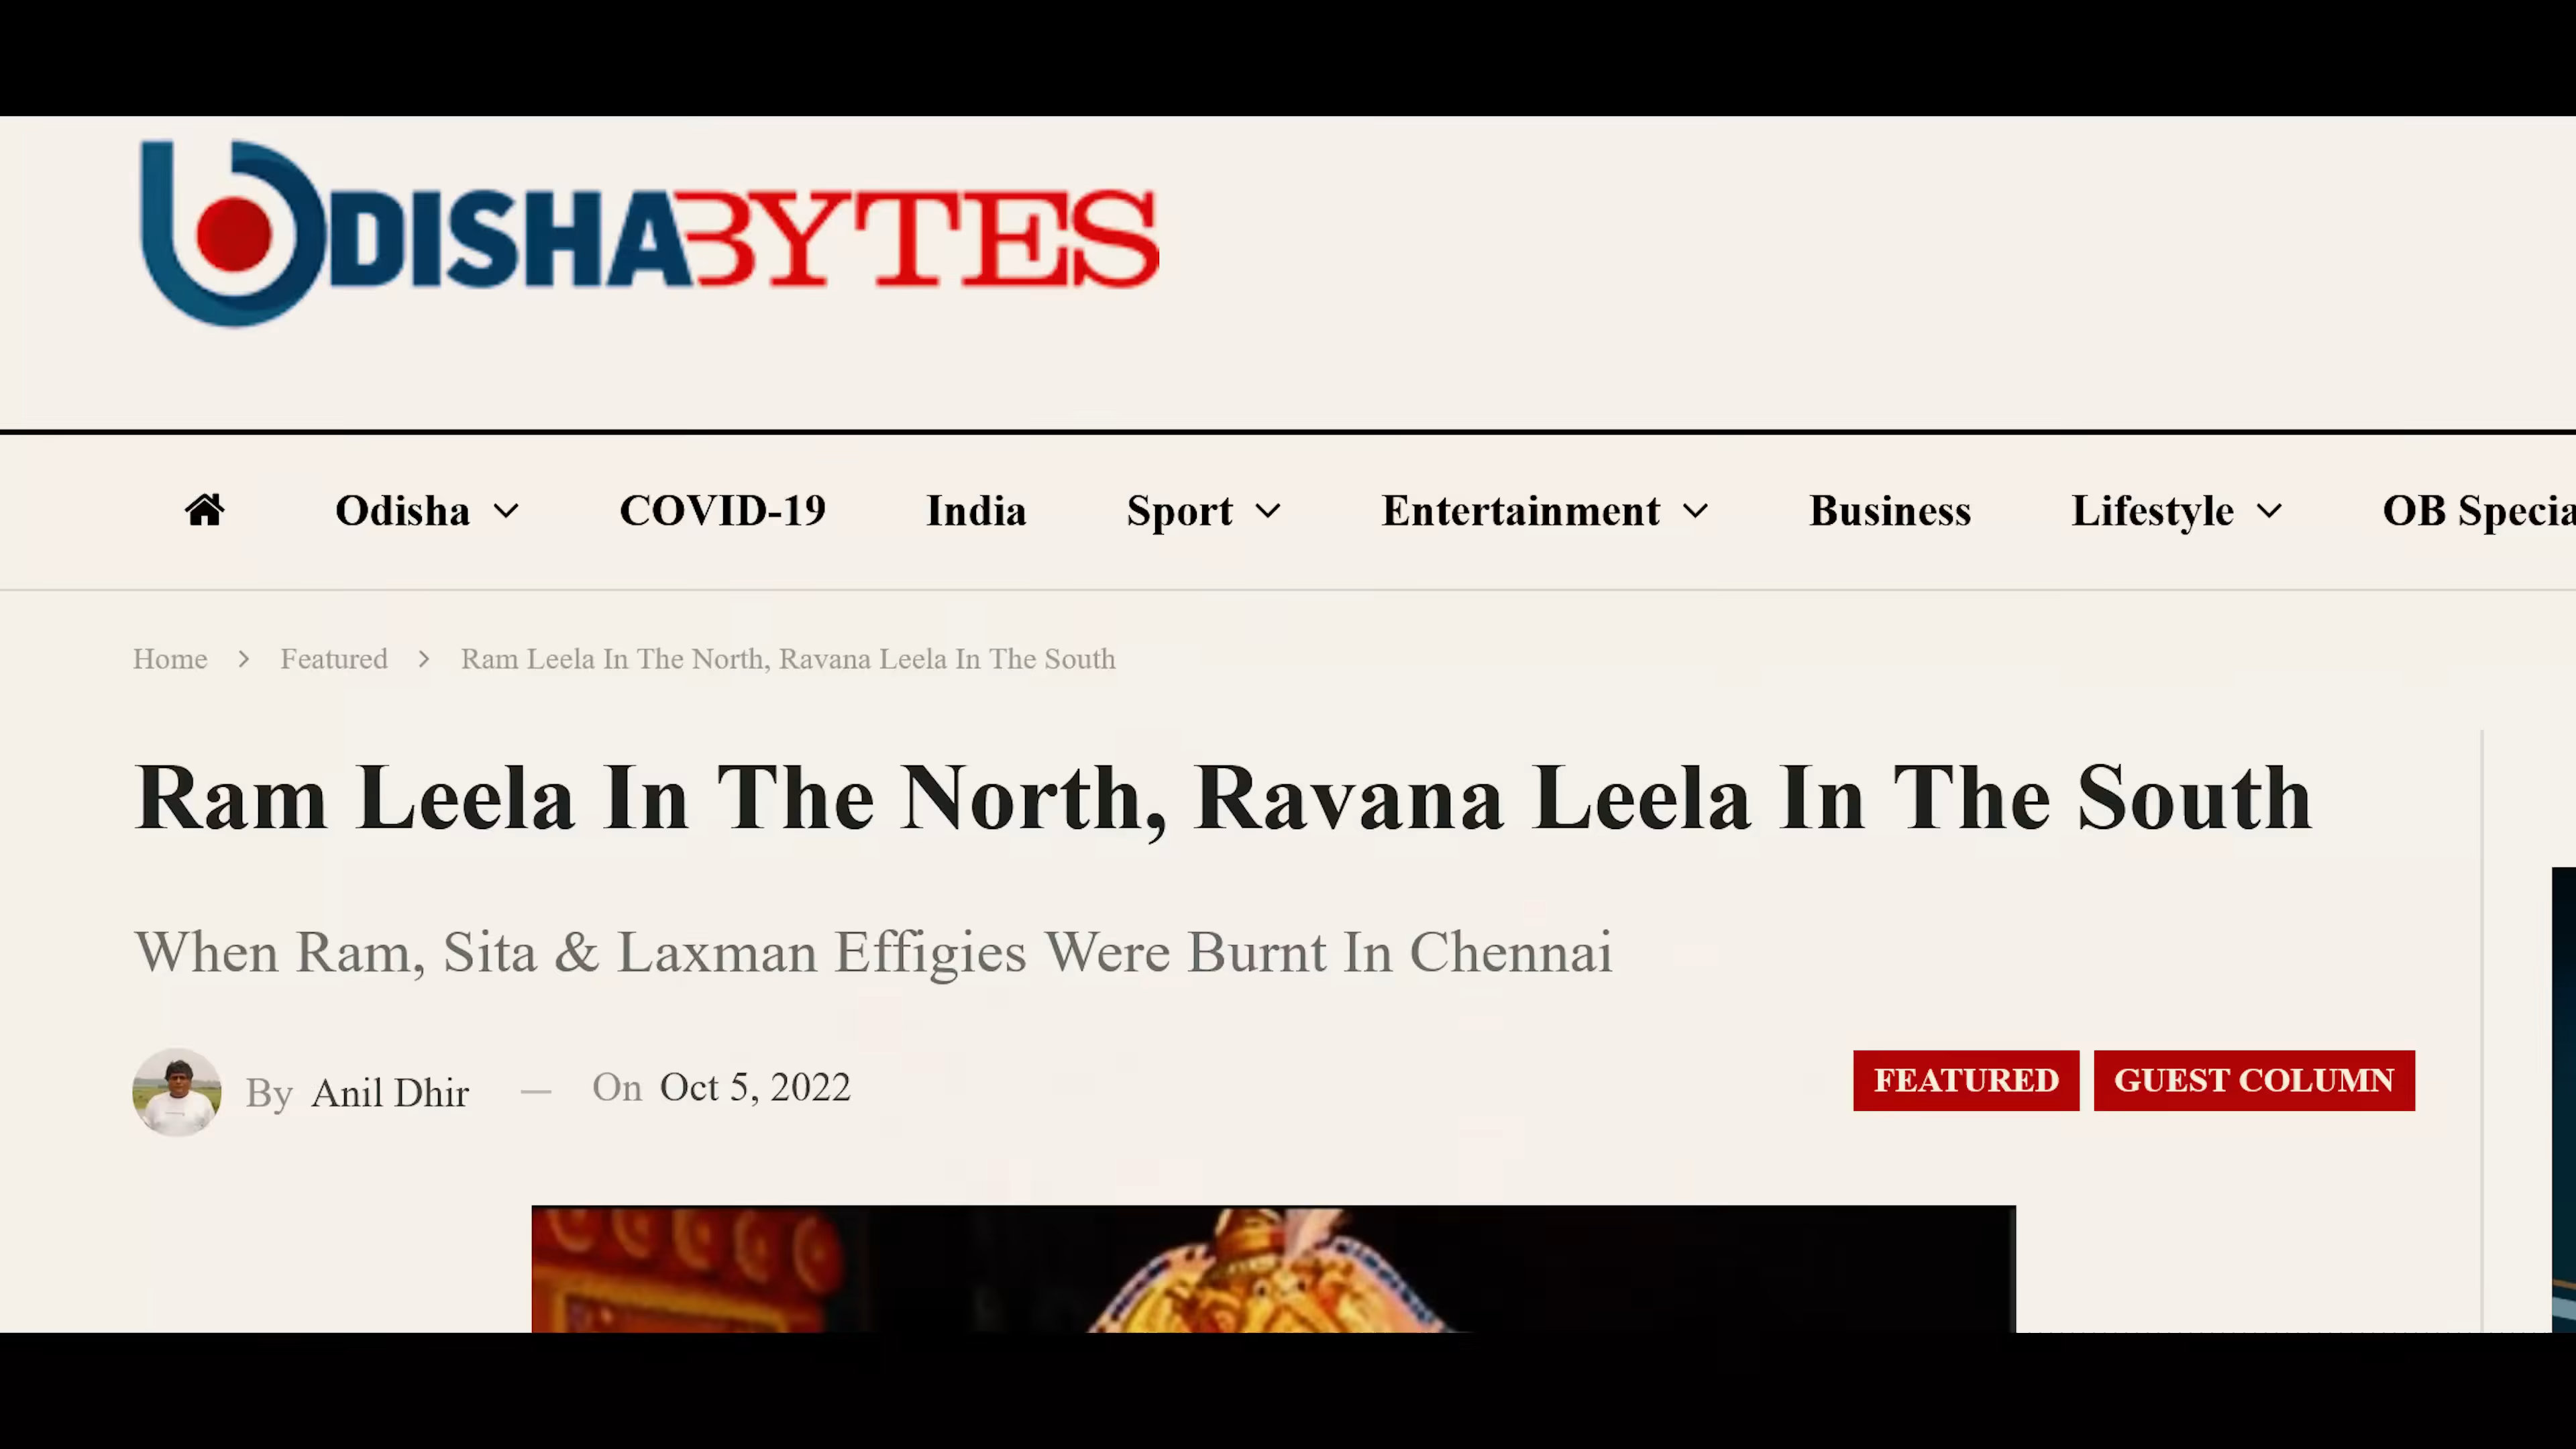 ODISHABYTES
Odisha COVID-19 India Sport Entertainment Business Lifestyle OB Specia
Home > Featured > Ram Leela In The North, Ravana Leela In The South
Ram Leela In The North, Ravana Leela In The South
When Ram, Sita & Laxman Effigies Were Burnt In Chennai
By Anil Dhir — On Oct 5, 2022 FEATURED GUEST COLUMN